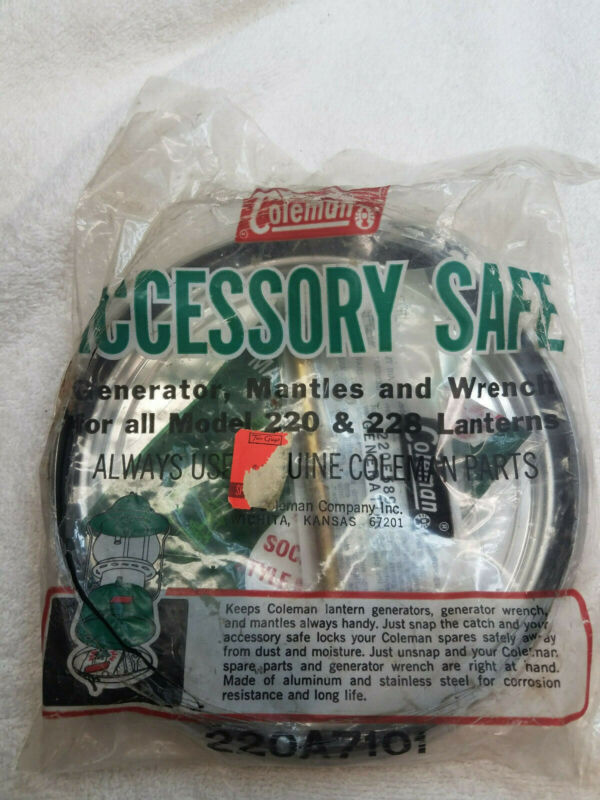 Coleman
ACCESSORY SAFE
Generator, Mantles and Wrench
for all Model 220 & 228 Lanterns
ALWAYS USE UINE COLEMAN PARTS
leman Company Inc.
WICHITA, KANSAS 67201
Coleman
SOC
TYLE
Keeps Coleman lantern generators, generator wrench,
and mantles always handy. Just snap the catch and your
accessory safe locks your Coleman spares safely away
from dust and moisture. Just unsnap and your Coleman
spare parts and generator wrench are right at hand.
Made of aluminum and stainless steel for corrosion
resistance and long life.
220A7101